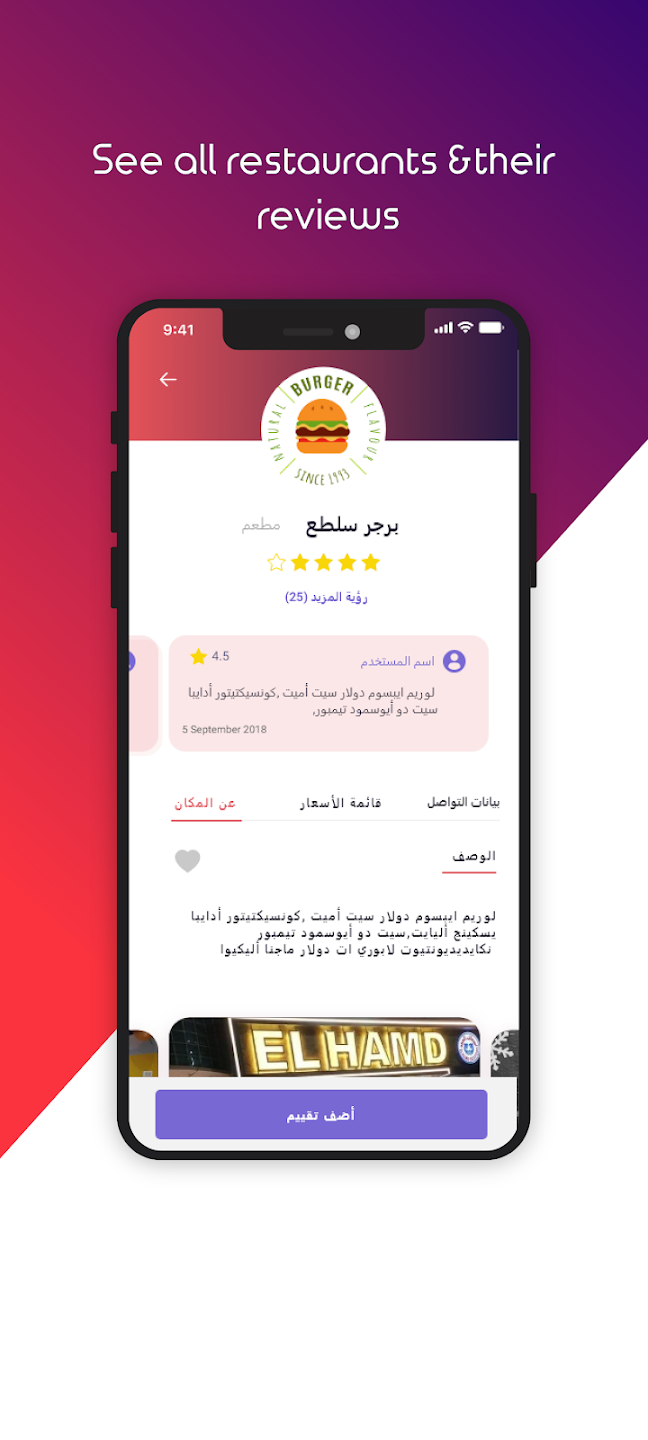 See all restaurants &their
reviews
9:41
BURGER
NATURAL
FLAVOUR
SINCE 1993
برجر سلطع
مطعم
رؤية المزيد (25)
اسم المستخدم
4.5
لوريم ايبسوم دولار سيت أميت ,كونسيكتيتور أدايبا
سيت دو أيوسمود تيمبور,
5 September 2018
بيانات التواصل
قائمة الأسعار
عن المكان
الوصف
لوريم ايبسوم دولار سيت أميت ,كونسيكتيتور أدايبا
يسكينج أليايت,سيت دو أيوسمود تيمبور
نكايديديونتيوت لابوري ات دولار ماجنا أليكيوا
ELHAMD
أضف تقييم